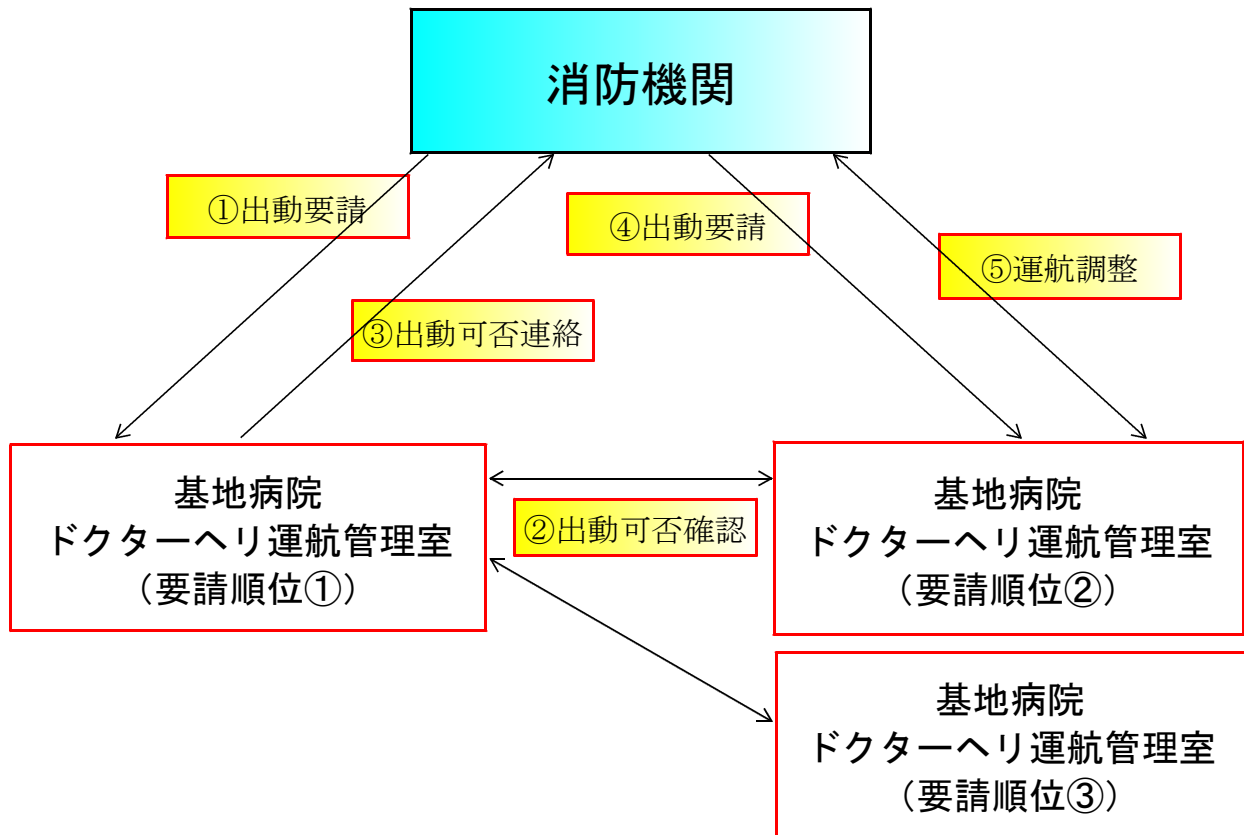 消防機関
①出動要請
④出動要請
⑤運航調整
③出動可否連絡
基地病院
ドクターヘリ運航管理室
（要請順位①）
②出動可否確認
基地病院
ドクターヘリ運航管理室
（要請順位②）
基地病院
ドクターヘリ運航管理室
（要請順位③）